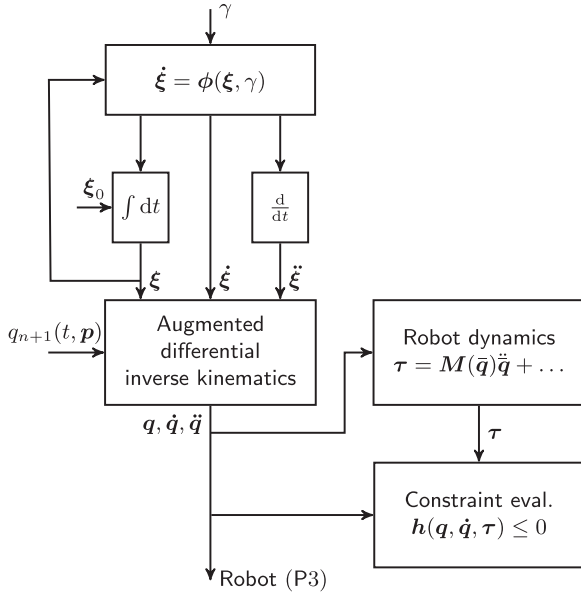 γ
ξ̇ = ϕ(ξ, γ)
ξ₀
∫ dt
d/dt
ξ
ξ̇
ξ̈
qₙ₊₁(t, p)
Augmented
differential
inverse kinematics
Robot dynamics
τ = M(q̄)q̄̈ + …
q, q̇, q̈
τ
Constraint eval.
h(q, q̇, τ) ≤ 0
Robot (P3)